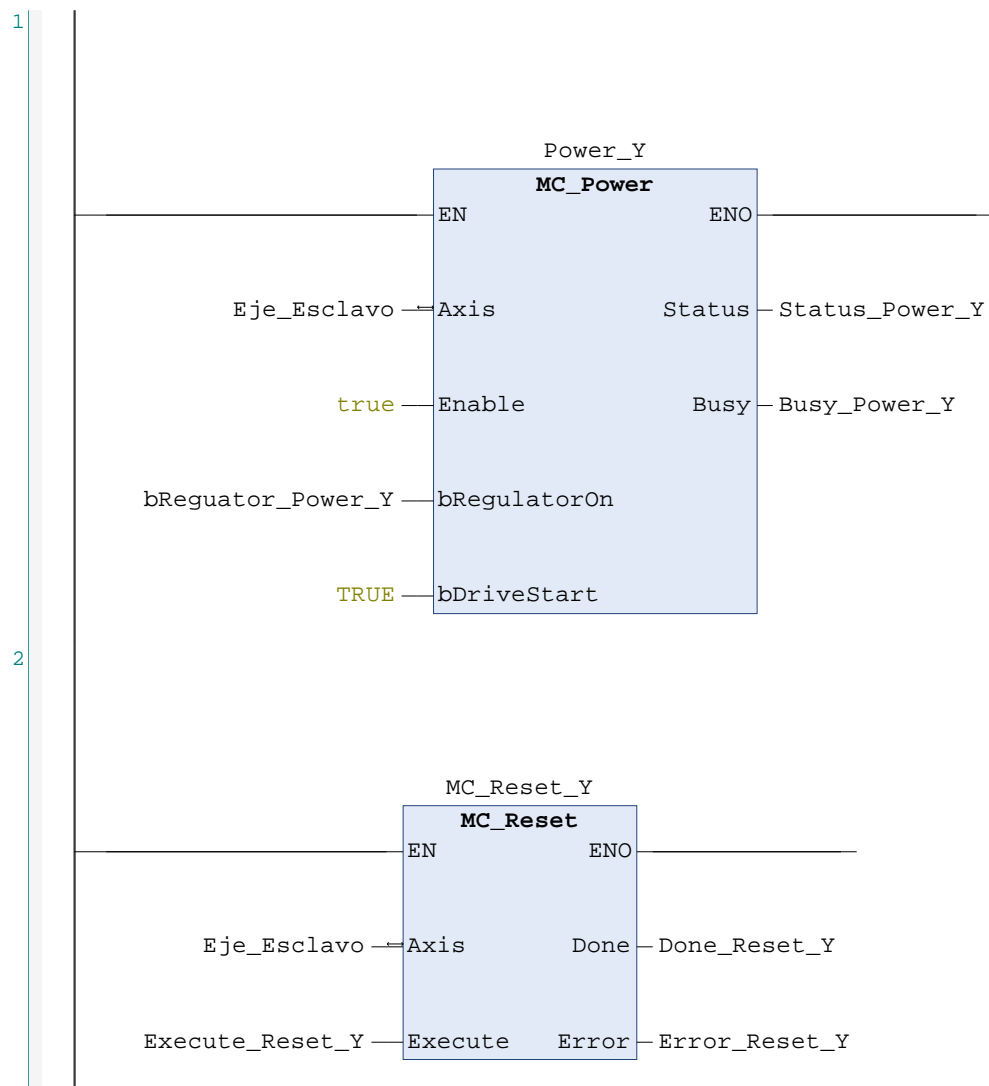 1
Power_Y
MC_Power
EN ENO
Eje_Esclavo Axis Status Status_Power_Y
true Enable Busy Busy_Power_Y
bReguator_Power_Y bRegulatorOn
TRUE bDriveStart
2
MC_Reset_Y
MC_Reset
EN ENO
Eje_Esclavo Axis Done Done_Reset_Y
Execute_Reset_Y Execute Error Error_Reset_Y